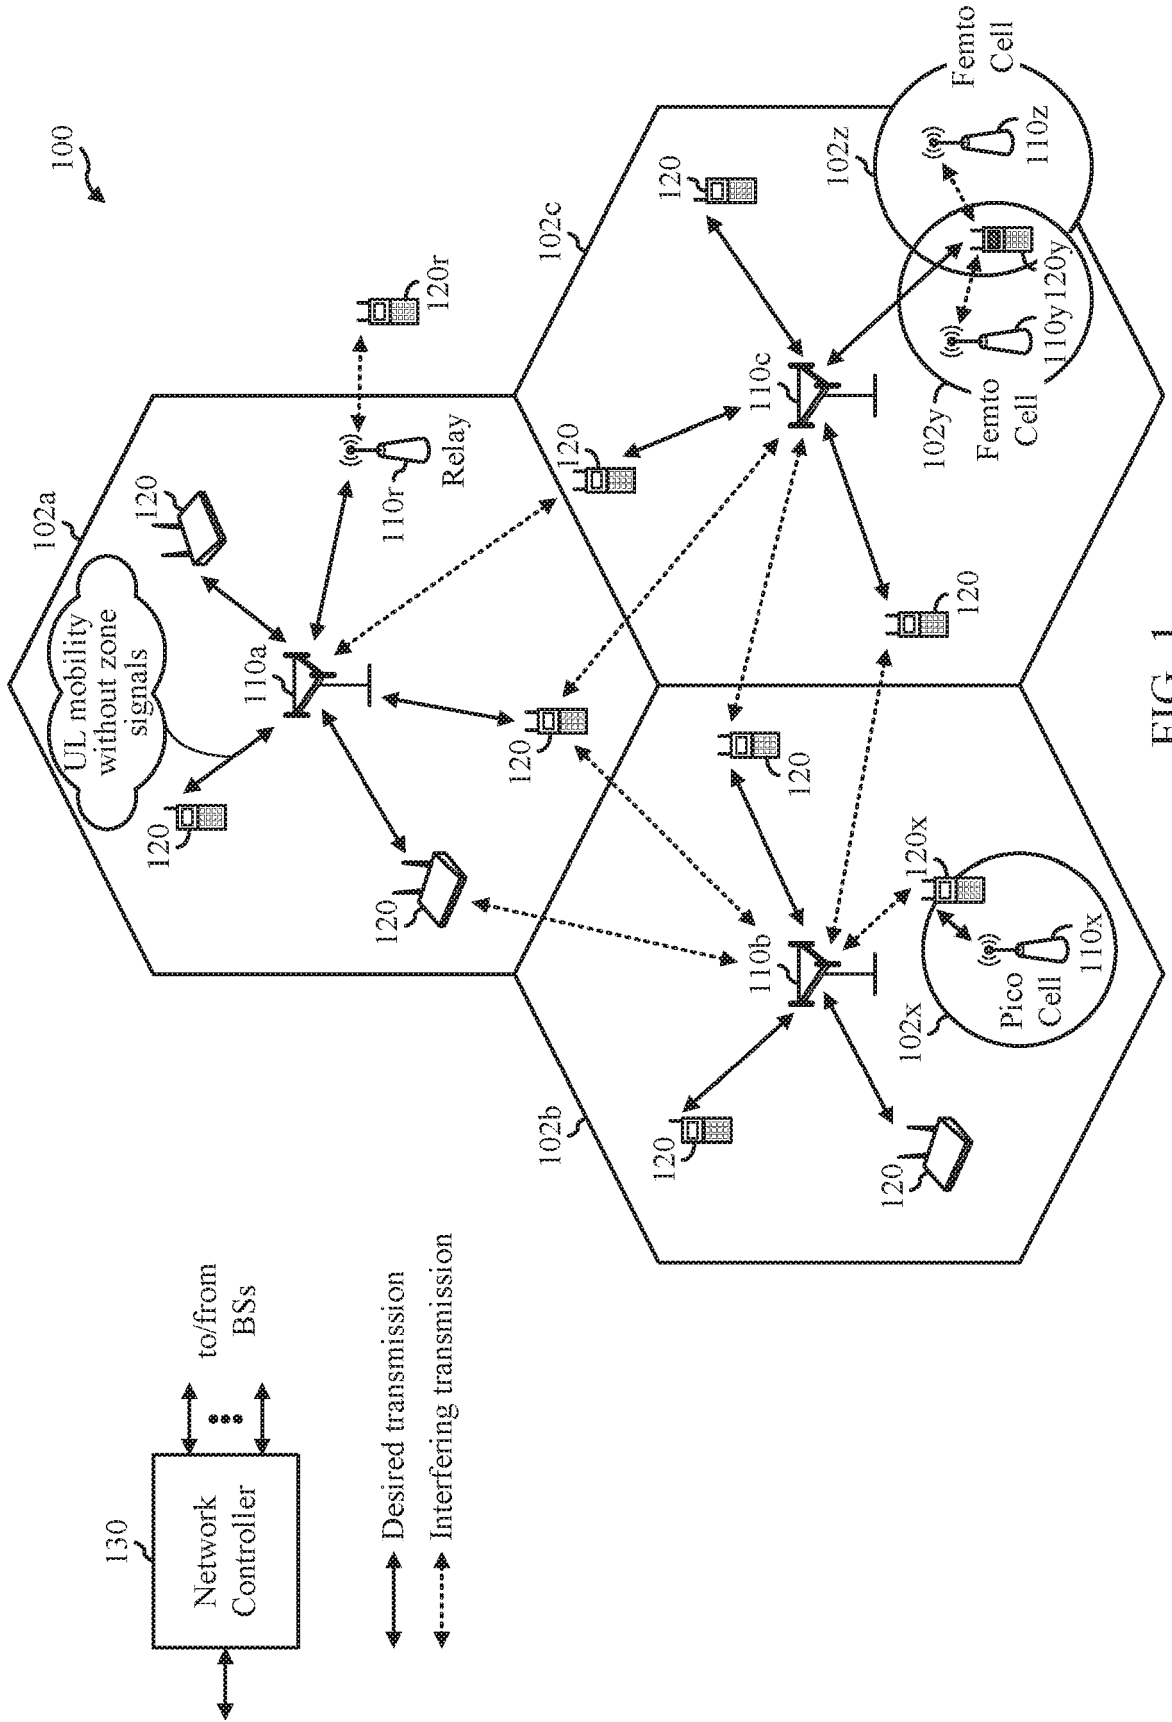 100
130
Network
Controller
to/from
BSs
Desired transmission
Interfering transmission
102a
UL mobility
without zone
signals
120
120
110a
120
110r
Relay
120r
120
102b
120
110b
120
120
102x
Pico
Cell
110x
120x
102c
120
120
110c
120
102y
Femto
Cell
110y
120y
102z
110z
Femto
Cell
FIG. 1